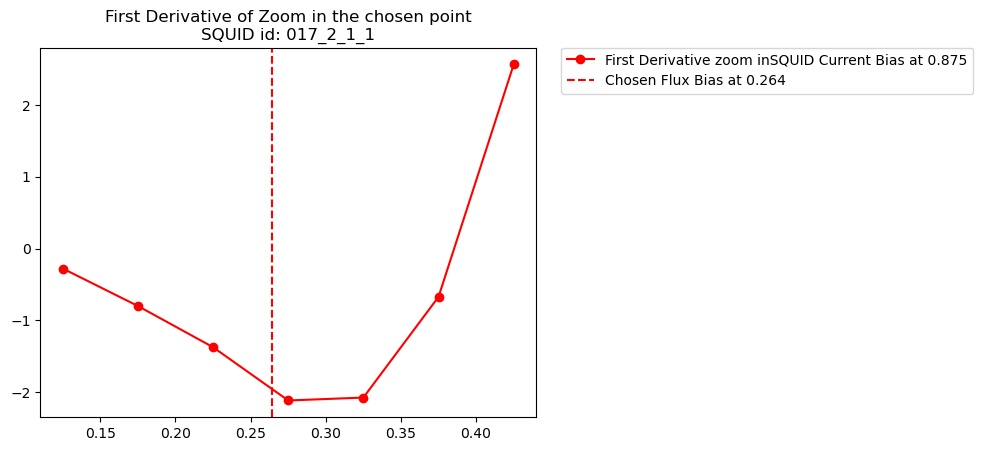 First Derivative of Zoom in the chosen point
SQUID id: 017_2_1_1
First Derivative zoom inSQUID Current Bias at 0.875
Chosen Flux Bias at 0.264
2
1
0
−1
−2
0.15 0.20 0.25 0.30 0.35 0.40